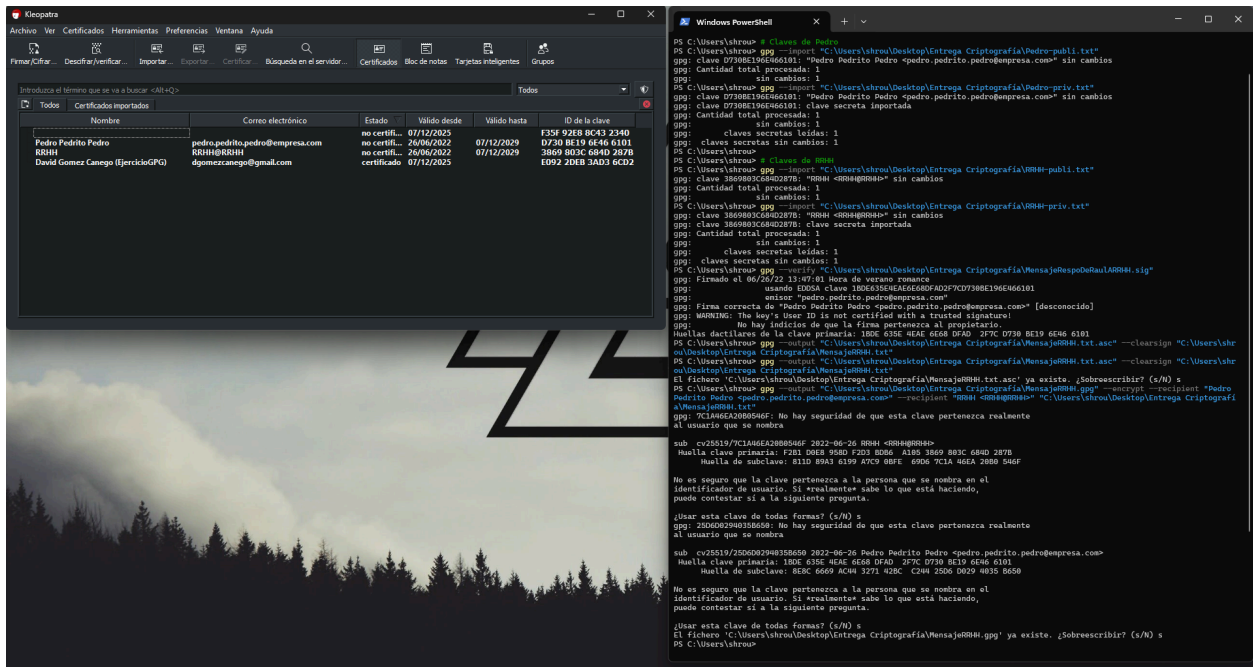 Kleopatra
Archivo Ver Certificados Herramientas Preferencias Ventana Ayuda
Firmar/Cifrar... Descifrar/verificar... Importar... Exportar... Certificar... Búsqueda en el servidor... Certificados Bloc de notas Tarjetas inteligentes Grupos
Introduzca el término que se va a buscar <Alt+Q> Todos
Todos Certificados importados
Nombre Correo electrónico Estado Válido desde Válido hasta ID de la clave
no certifi... 07/12/2025 F35F 92E8 8C43 2340
Pedro Pedrito Pedro pedro.pedrito.pedro@empresa.com no certifi... 26/06/2022 07/12/2029 D730 BE19 6E46 6101
RRHH RRHH@RRHH no certifi... 26/06/2022 07/12/2029 3869 803C 684D 287B
David Gomez Canego (EjercicioGPG) dgomezcanego@gmail.com certificado 07/12/2025 E092 2DEB 3AD3 6CD2
Windows PowerShell
PS C:\Users\shrou> # Claves de Pedro
PS C:\Users\shrou> gpg --import "C:\Users\shrou\Desktop\Entrega Criptografía\Pedro-publi.txt"
gpg: clave D730BE196E466101: "Pedro Pedrito Pedro <pedro.pedrito.pedro@empresa.com>" sin cambios
gpg: Cantidad total procesada: 1
gpg: sin cambios: 1
PS C:\Users\shrou> gpg --import "C:\Users\shrou\Desktop\Entrega Criptografía\Pedro-priv.txt"
gpg: clave D730BE196E466101: "Pedro Pedrito Pedro <pedro.pedrito.pedro@empresa.com>" sin cambios
gpg: clave D730BE196E466101: clave secreta importada
gpg: Cantidad total procesada: 1
gpg: sin cambios: 1
gpg: claves secretas leídas: 1
gpg: claves secretas sin cambios: 1
PS C:\Users\shrou>
PS C:\Users\shrou> # Claves de RRHH
PS C:\Users\shrou> gpg --import "C:\Users\shrou\Desktop\Entrega Criptografía\RRHH-publi.txt"
gpg: clave 3869803C684D287B: "RRHH <RRHH@RRHH>" sin cambios
gpg: Cantidad total procesada: 1
gpg: sin cambios: 1
PS C:\Users\shrou> gpg --import "C:\Users\shrou\Desktop\Entrega Criptografía\RRHH-priv.txt"
gpg: clave 3869803C684D287B: "RRHH <RRHH@RRHH>" sin cambios
gpg: clave 3869803C684D287B: clave secreta importada
gpg: Cantidad total procesada: 1
gpg: sin cambios: 1
gpg: claves secretas leídas: 1
gpg: claves secretas sin cambios: 1
PS C:\Users\shrou> gpg --verify "C:\Users\shrou\Desktop\Entrega Criptografía\MensajeRespoDeRaulARRHH.sig"
gpg: Firmado el 06/26/22 13:47:01 Hora de verano romance
gpg: usando EDDSA clave 1BDE635E4EAE6E68DFAD2F7CD730BE196E466101
gpg: emisor "pedro.pedrito.pedro@empresa.com"
gpg: Firma correcta de "Pedro Pedrito Pedro <pedro.pedrito.pedro@empresa.com>" [desconocido]
gpg: WARNING: The key's User ID is not certified with a trusted signature!
gpg: No hay indicios de que la firma pertenezca al propietario.
Huellas dactilares de la clave primaria: 1BDE 635E 4EAE 6E68 DFAD 2F7C D730 BE19 6E46 6101
PS C:\Users\shrou> gpg --output "C:\Users\shrou\Desktop\Entrega Criptografía\MensajeRRHH.txt.asc" --clearsign "C:\Users\shr
ou\Desktop\Entrega Criptografía\MensajeRRHH.txt"
PS C:\Users\shrou> gpg --output "C:\Users\shrou\Desktop\Entrega Criptografía\MensajeRRHH.txt.asc" --clearsign "C:\Users\shr
ou\Desktop\Entrega Criptografía\MensajeRRHH.txt"
El fichero 'C:\Users\shrou\Desktop\Entrega Criptografía\MensajeRRHH.txt.asc' ya existe. ¿Sobreescribir? (s/N) s
PS C:\Users\shrou> gpg --output "C:\Users\shrou\Desktop\Entrega Criptografía\MensajeRRHH.gpg" --encrypt --recipient "Pedro
Pedrito Pedro <pedro.pedrito.pedro@empresa.com>" --recipient "RRHH <RRHH@RRHH>" "C:\Users\shrou\Desktop\Entrega Criptografí
a\MensajeRRHH.txt"
gpg: 7C1A46EA20B0546F: No hay seguridad de que esta clave pertenezca realmente
al usuario que se nombra
sub cv25519/7C1A46EA20B0546F 2022-06-26 RRHH <RRHH@RRHH>
Huella clave primaria: F2B1 D0E8 958D F2D3 BDB6 A105 3869 803C 684D 287B
Huella de subclave: 811D 89A3 6199 A7C9 0BFE 69D6 7C1A 46EA 20B0 546F
No es seguro que la clave pertenezca a la persona que se nombra en el
identificador de usuario. Si *realmente* sabe lo que está haciendo,
puede contestar sí a la siguiente pregunta.
¿Usar esta clave de todas formas? (s/N) s
gpg: 25D6D0294035B650: No hay seguridad de que esta clave pertenezca realmente
al usuario que se nombra
sub cv25519/25D6D0294035B650 2022-06-26 Pedro Pedrito Pedro <pedro.pedrito.pedro@empresa.com>
Huella clave primaria: 1BDE 635E 4EAE 6E68 DFAD 2F7C D730 BE19 6E46 6101
Huella de subclave: 8E8C 6669 AC44 3271 42BC C244 25D6 D029 4035 B650
No es seguro que la clave pertenezca a la persona que se nombra en el
identificador de usuario. Si *realmente* sabe lo que está haciendo,
puede contestar sí a la siguiente pregunta.
¿Usar esta clave de todas formas? (s/N) s
El fichero 'C:\Users\shrou\Desktop\Entrega Criptografía\MensajeRRHH.gpg' ya existe. ¿Sobreescribir? (s/N) s
PS C:\Users\shrou>